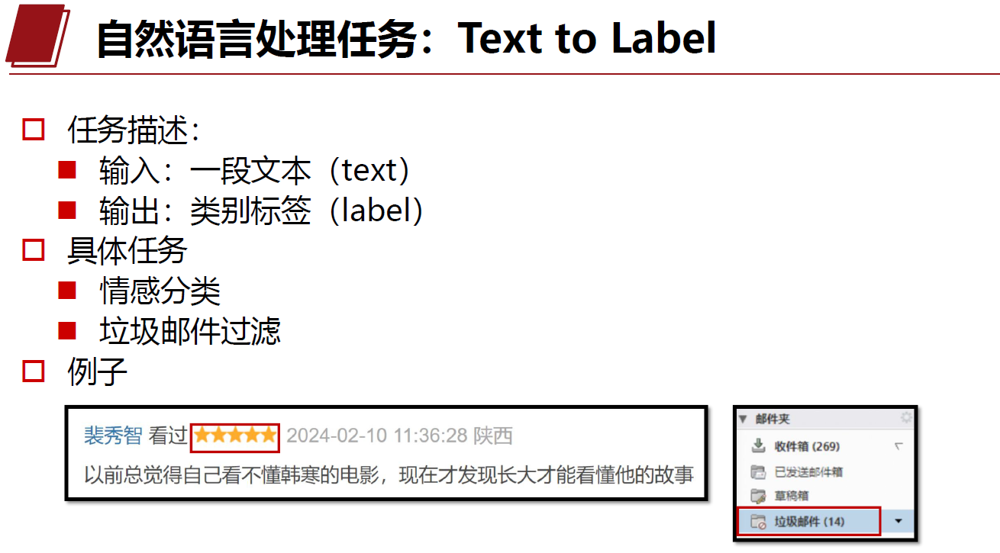 自然语言处理任务：Text to Label
任务描述：
输入：一段文本（text）
输出：类别标签（label）
具体任务
情感分类
垃圾邮件过滤
例子
裴秀智 看过 ★★★★★ 2024-02-10 11:36:28 陕西
以前总觉得自己看不懂韩寒的电影，现在才发现长大才能看懂他的故事
邮件夹
收件箱 (269)
已发送邮件箱
草稿箱
垃圾邮件 (14)